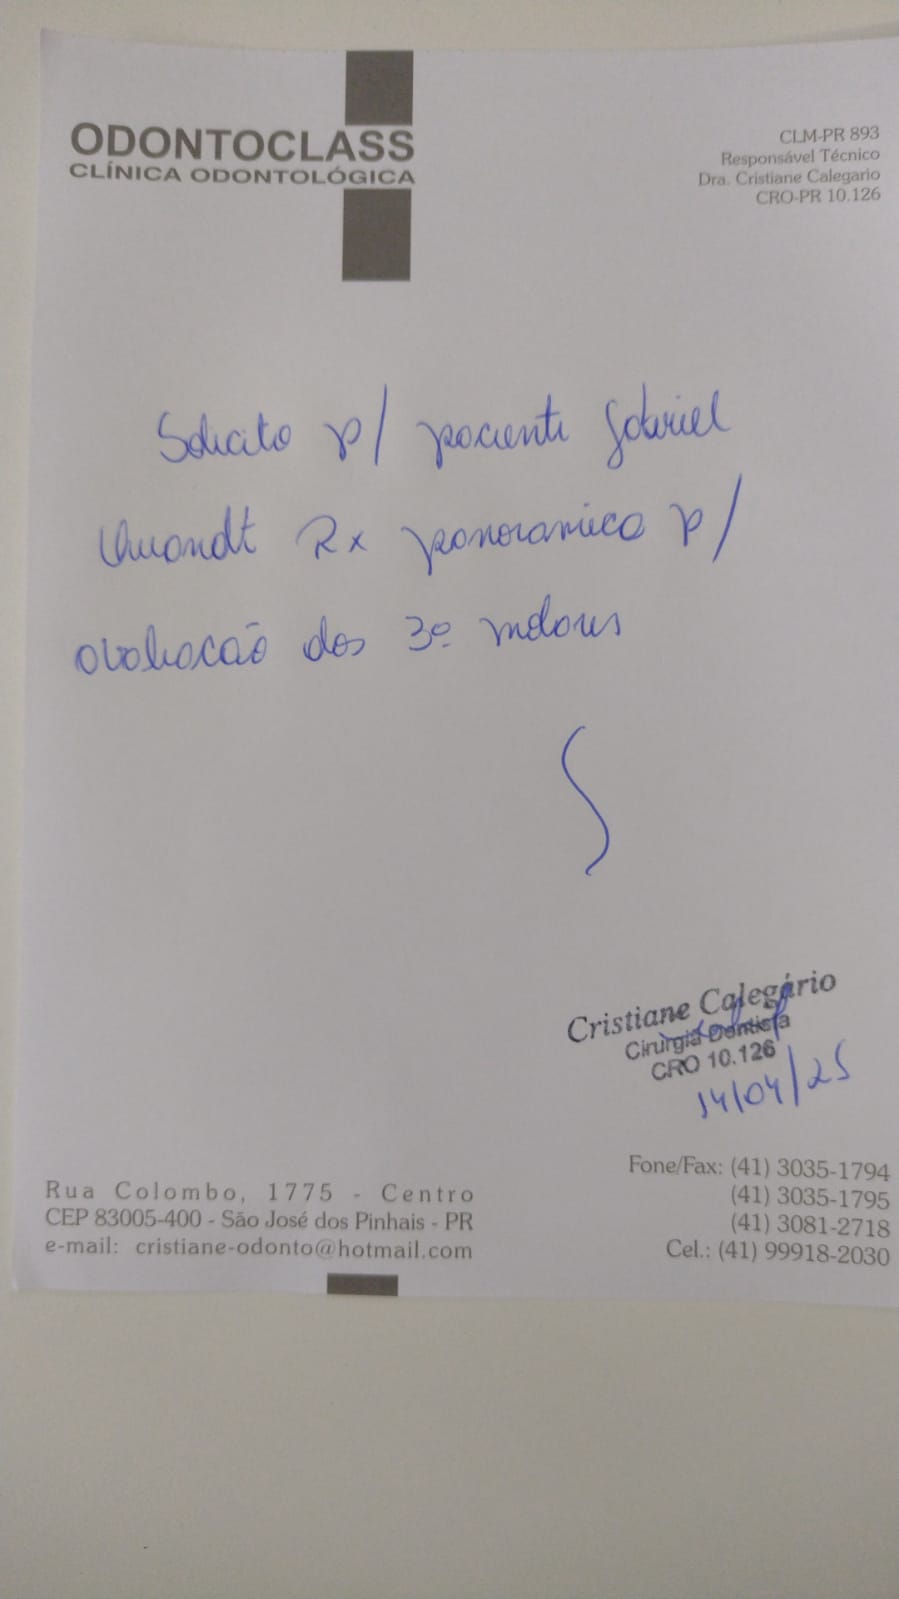 ODONTOCLASS
CLÍNICA ODONTOLÓGICA
CLM-PR 893
Responsável Técnico
Dra. Cristiane Calegario
CRO-PR 10.126
Solicito p/ paciente Gabriel
Rx panoramico p/
avaliacão dos 3º molares
Cristiane Calegário
Cirurgiã Dentista
CRO 10.126
14/04/25
Rua Colombo, 1775 - Centro
CEP 83005-400 - São José dos Pinhais - PR
e-mail: cristiane-odonto@hotmail.com
Fone/Fax: (41) 3035-1794
(41) 3035-1795
(41) 3081-2718
Cel.: (41) 99918-2030